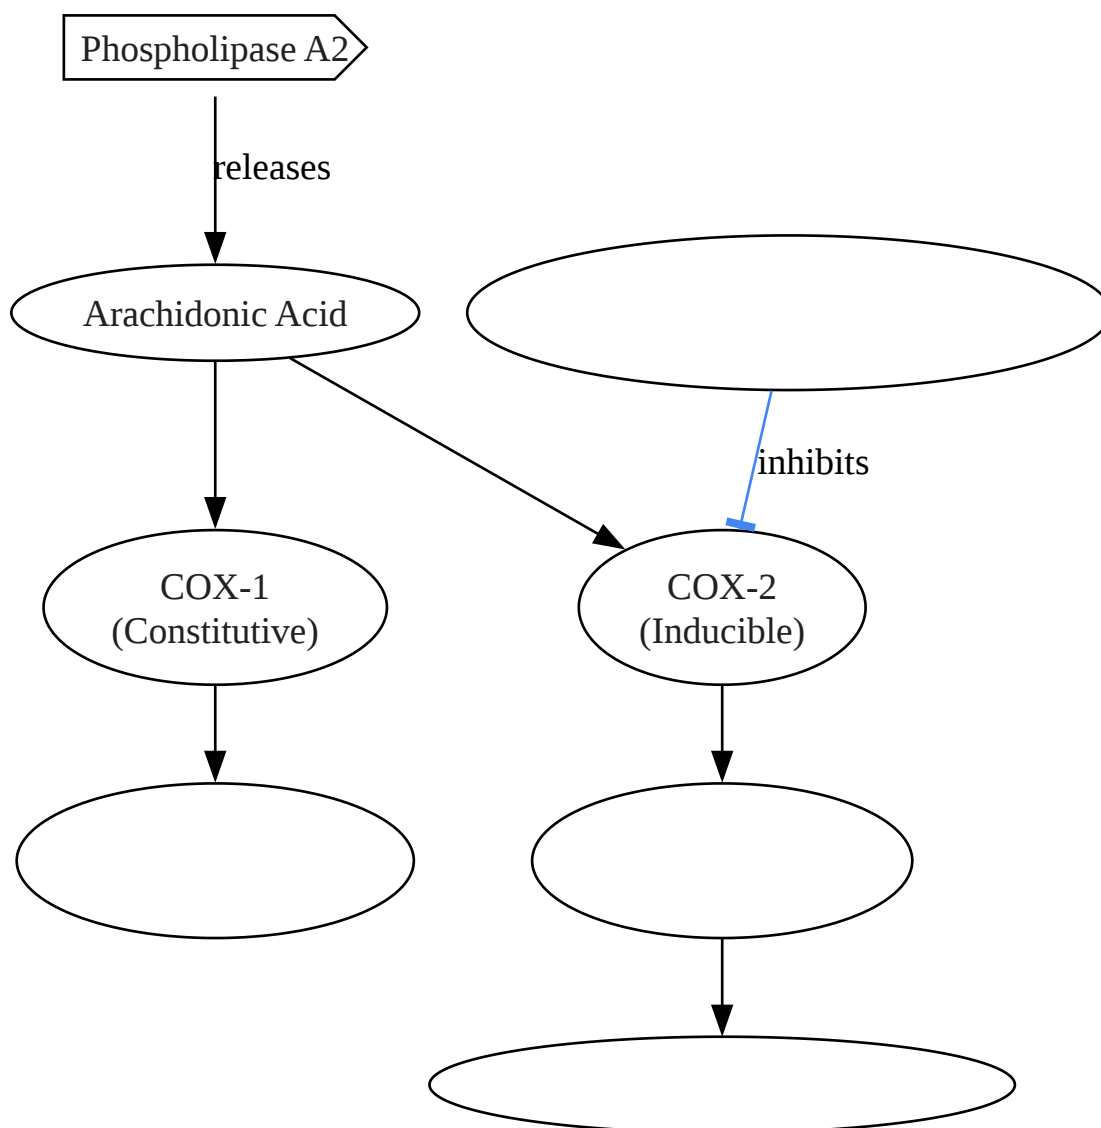 Phospholipase A2
releases
Arachidonic Acid
inhibits
COX-1
(Constitutive)
COX-2
(Inducible)